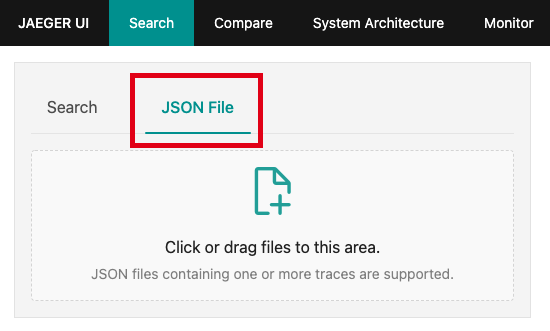 JAEGER UI Search Compare System Architecture Monitor
Search JSON File
Click or drag files to this area.
JSON files containing one or more traces are supported.